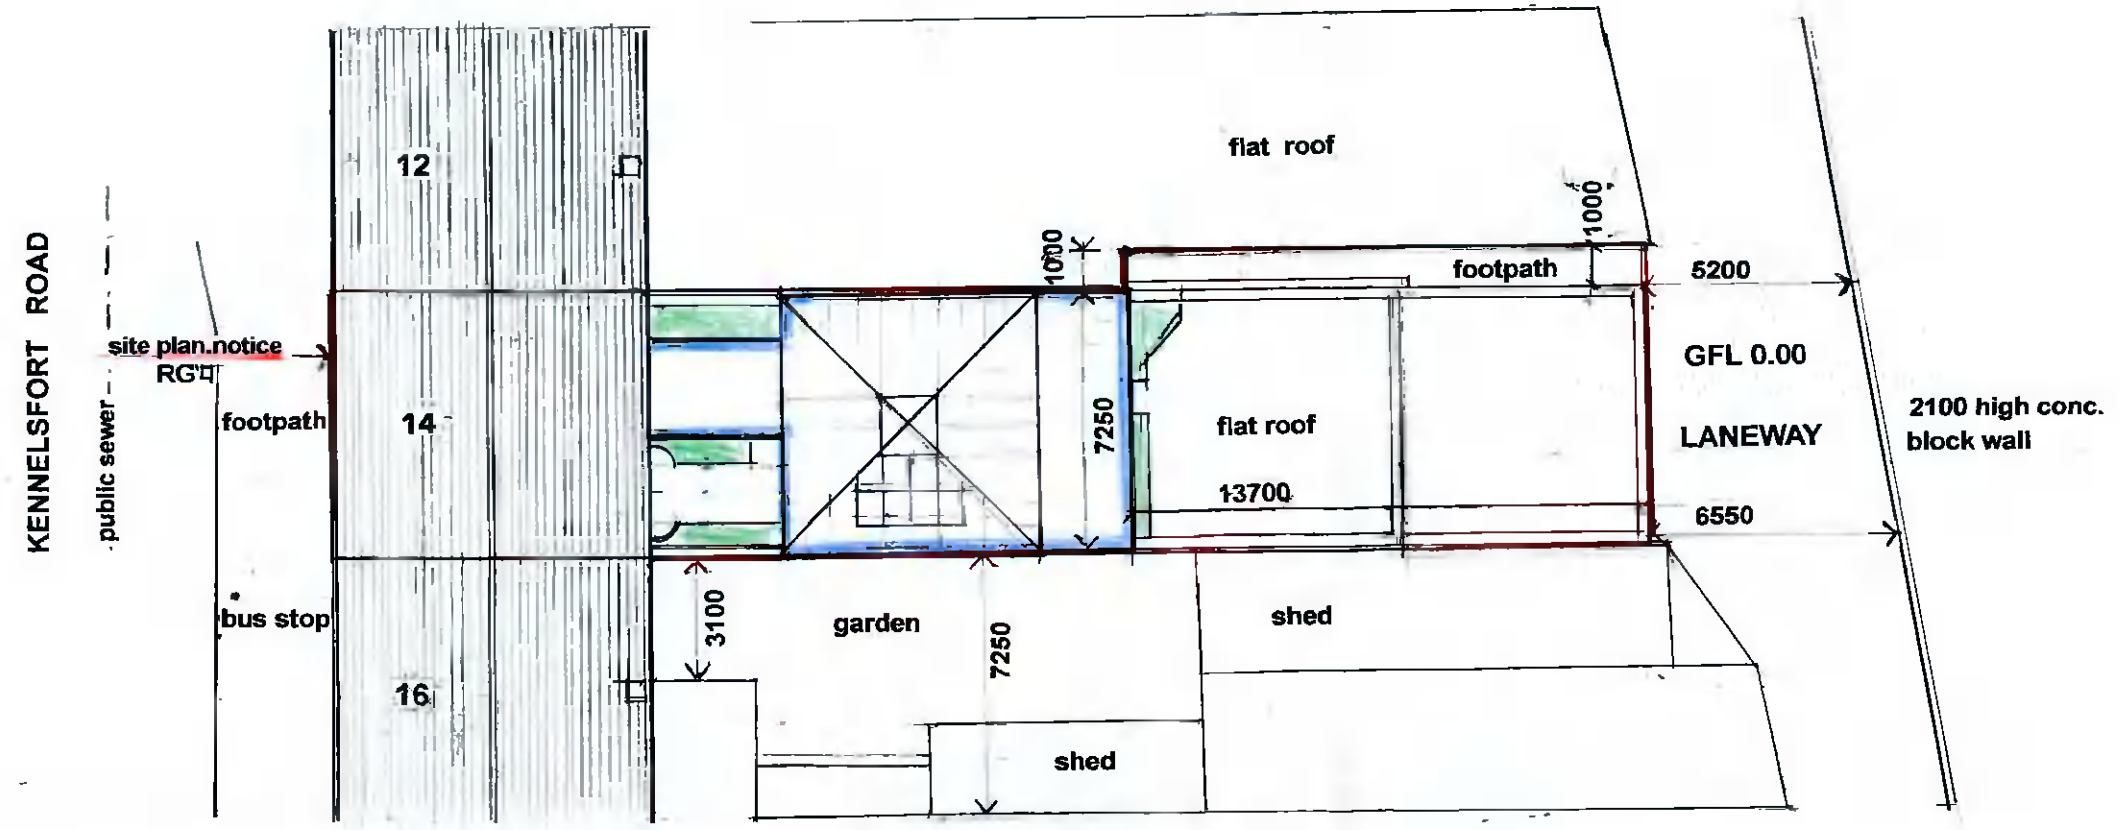 KENNELSFORT ROAD
public sewer
site plan.notice
RG
footpath
bus stop
12
14
16
flat roof
1000
1000
footpath
5200
GFL 0.00
LANEWAY
7250
flat roof
13700
6550
2100 high conc.
block wall
3100
garden
7250
shed
shed